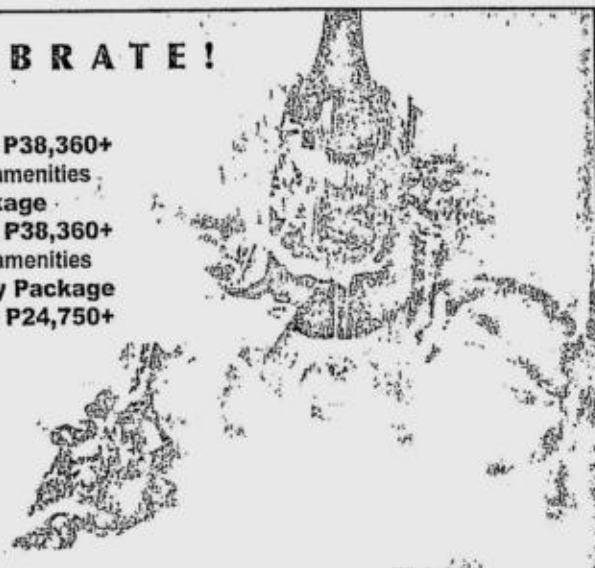 BRATE!
P38,360+
amenities
kage
P38,360+
amenities
y Package
P24,750+